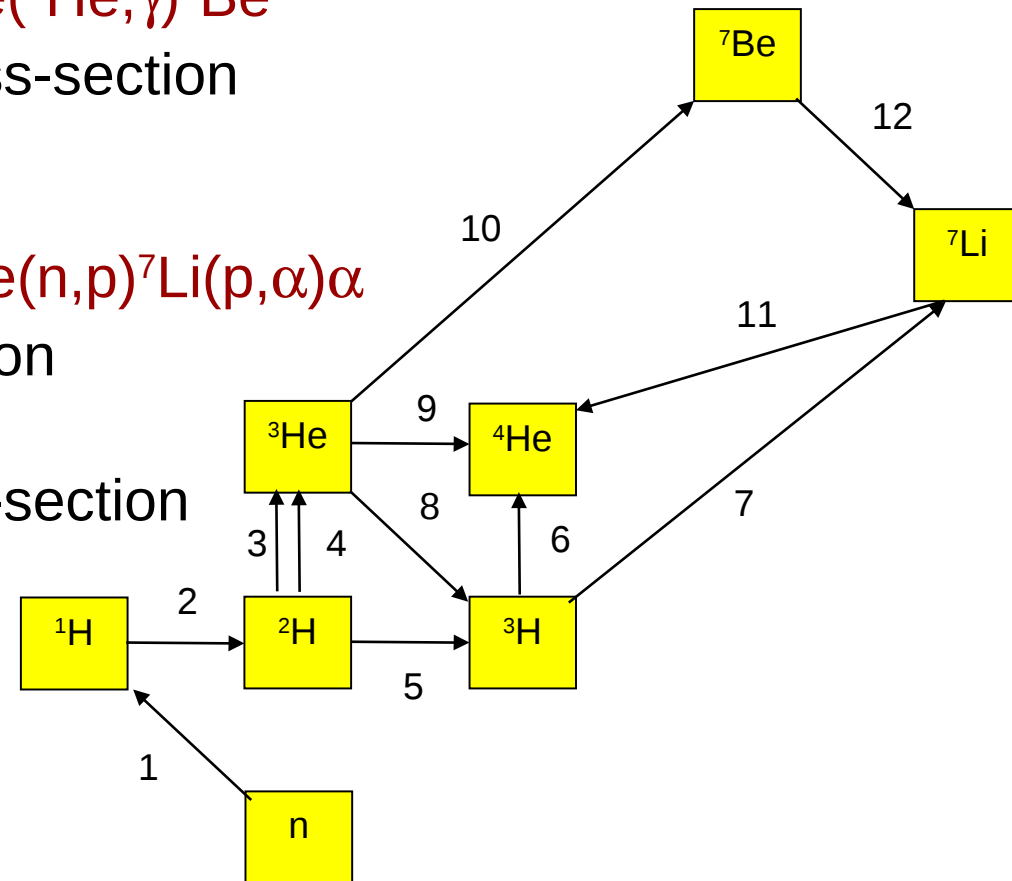 ⁷Be
ss-section
12
10
⁷Li
e(n,p)⁷Li(p,α)α
11
on
9
³He
⁴He
-section
8
7
3
4
6
2
¹H
²H
³H
5
1
n